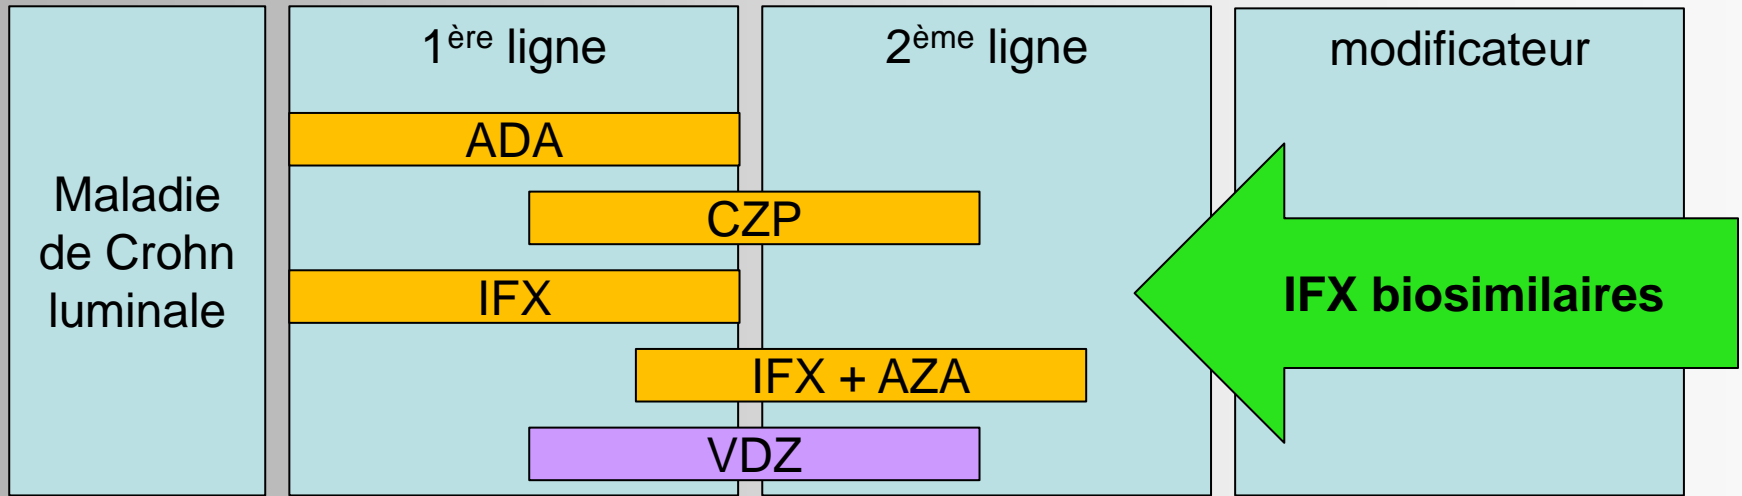 Maladie
de Crohn
luminale
1ère ligne
2ème ligne
modificateur
ADA
CZP
IFX
IFX + AZA
VDZ
IFX biosimilaires